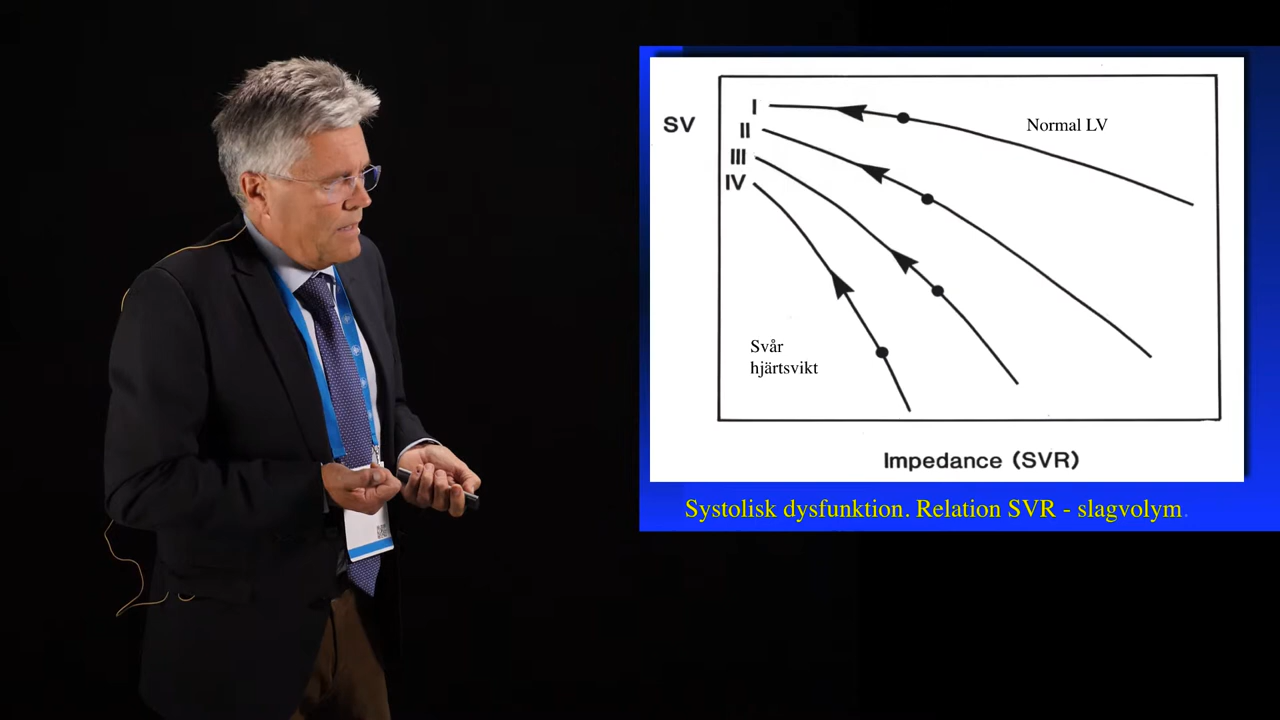 I
SV
II
Normal LV
III
IV
Svår
hjärtsvikt
Impedance (SVR)
Systolisk dysfunktion. Relation SVR - slagvolym.